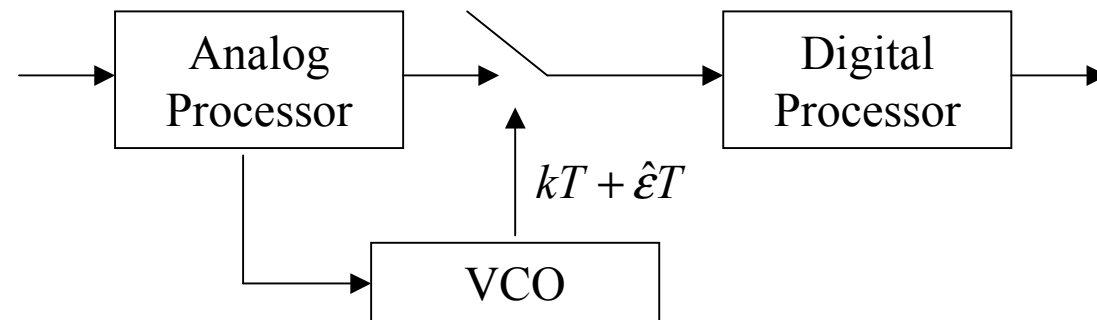 Analog
Processor
Digital
Processor
kT + ε̂T
VCO